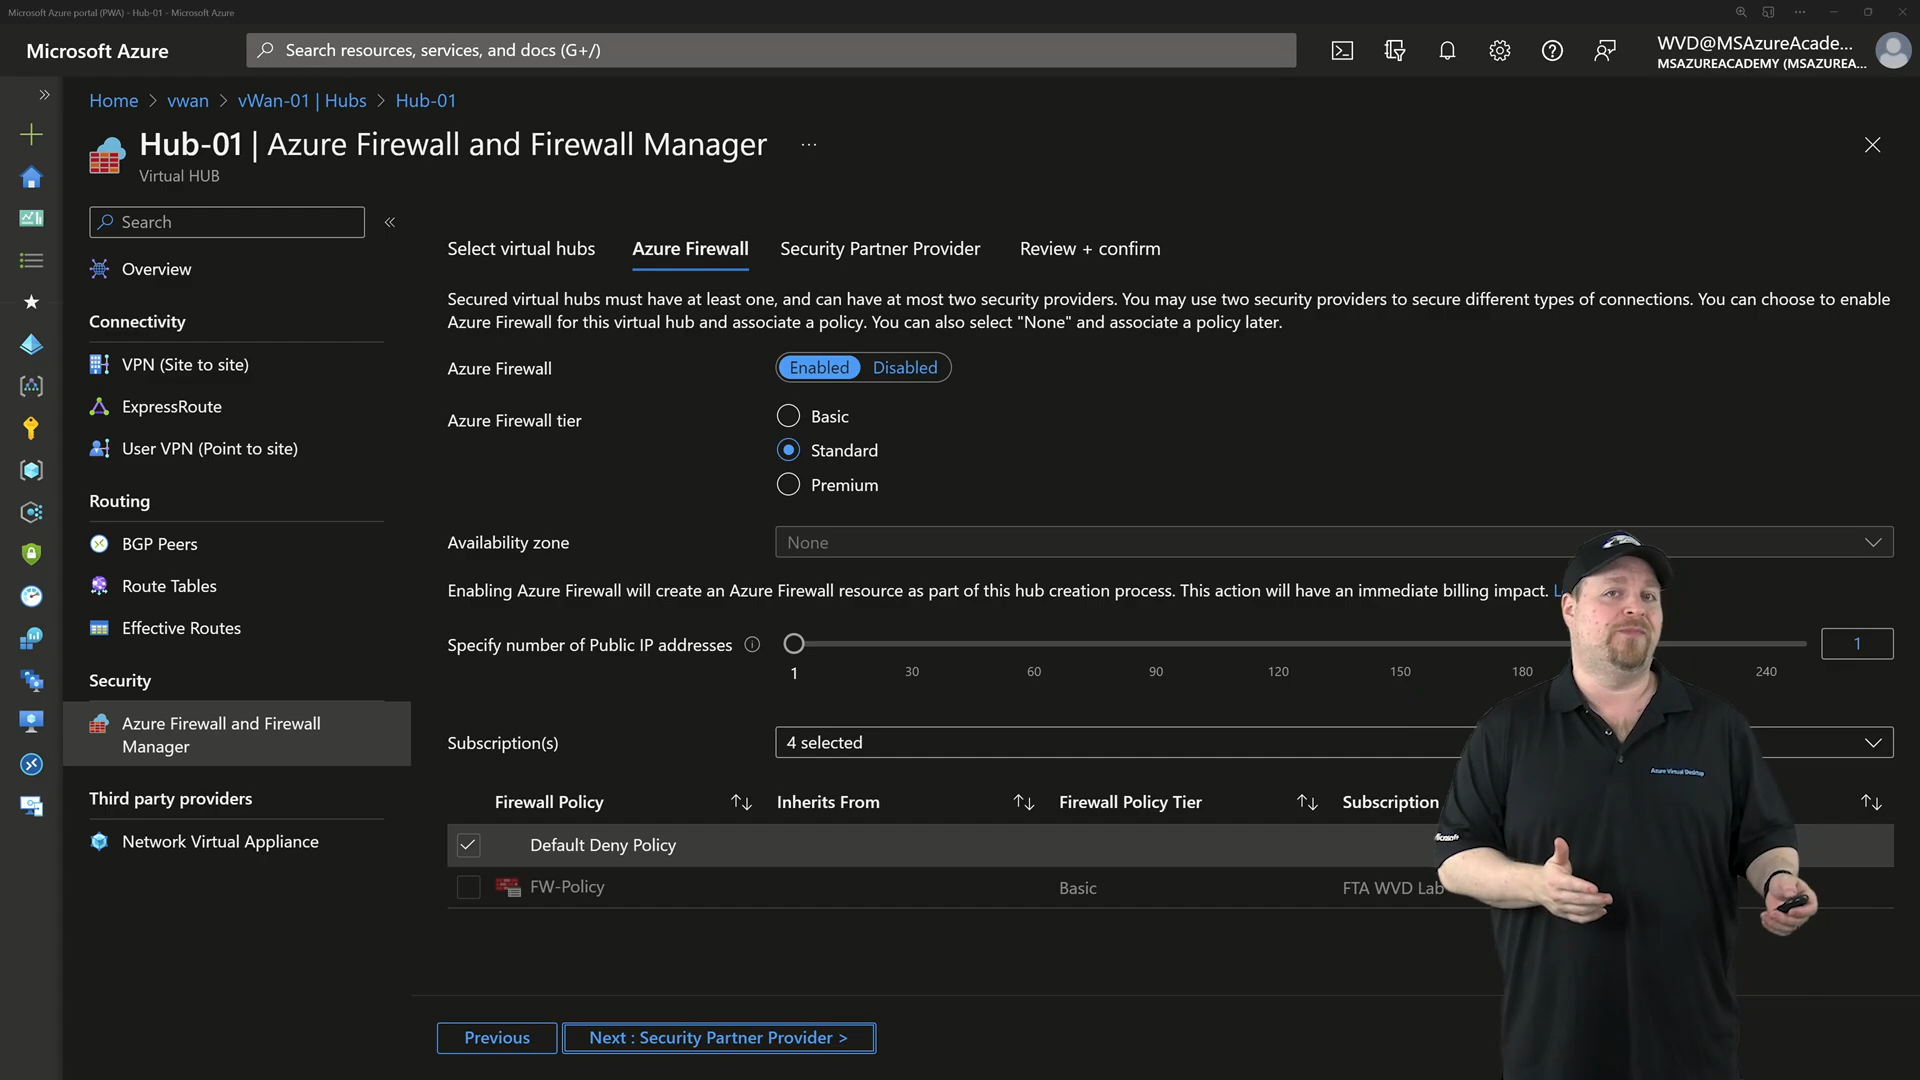 Microsoft Azure portal (PWA) - Hub-01 - Microsoft Azure
Microsoft Azure
Search resources, services, and docs (G+/)
WVD@MSAzureAcade...
MSAZUREACADEMY (MSAZUREA...
Home > vwan > vWan-01 | Hubs > Hub-01
Hub-01 | Azure Firewall and Firewall Manager ...
Virtual HUB
Search
Overview
Connectivity
VPN (Site to site)
ExpressRoute
User VPN (Point to site)
Routing
BGP Peers
Route Tables
Effective Routes
Security
Azure Firewall and Firewall
Manager
Third party providers
Network Virtual Appliance
Select virtual hubs
Azure Firewall
Security Partner Provider
Review + confirm
Secured virtual hubs must have at least one, and can have at most two security providers. You may use two security providers to secure different types of connections. You can choose to enable
Azure Firewall for this virtual hub and associate a policy. You can also select "None" and associate a policy later.
Azure Firewall
Enabled
Disabled
Azure Firewall tier
Basic
Standard
Premium
Availability zone
None
Enabling Azure Firewall will create an Azure Firewall resource as part of this hub creation process. This action will have an immediate billing impact.
Specify number of Public IP addresses
1
1 30 60 90 120 150 180 240
Subscription(s)
4 selected
Firewall Policy
Inherits From
Firewall Policy Tier
Subscription
Default Deny Policy
FW-Policy
Basic
FTA WVD Lab
Previous
Next : Security Partner Provider >
Azure Virtual Desktop
Microsoft